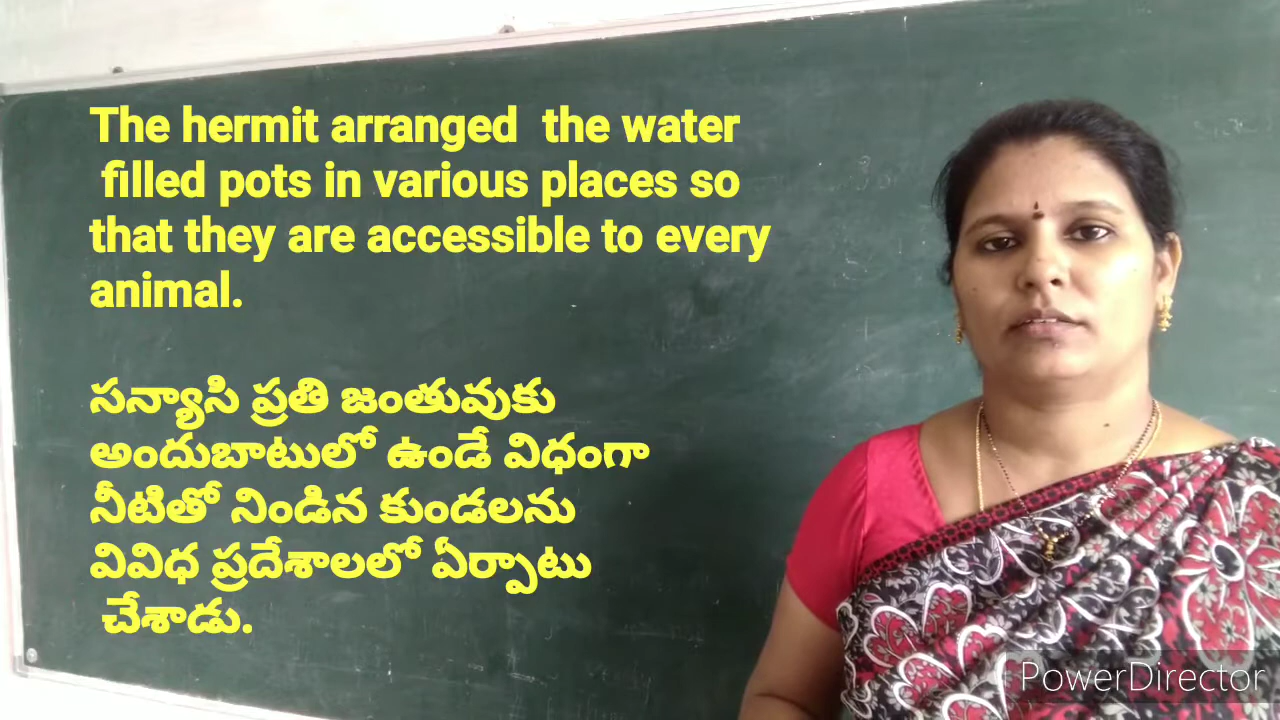 The hermit arranged the water
filled pots in various places so
that they are accessible to every
animal.
సన్యాసి ప్రతి జంతువుకు
అందుబాటులో ఉండే విధంగా
నీటితో నిండిన కుండలను
వివిధ ప్రదేశాలలో ఏర్పాటు
చేశాడు.
PowerDirector